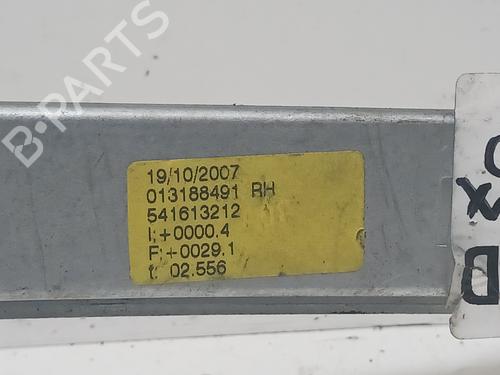 B-PARTS
19/10/2007
013188491 RH
541613212
I:+0000.4
F:+0029.1
t: 02.556
X
D